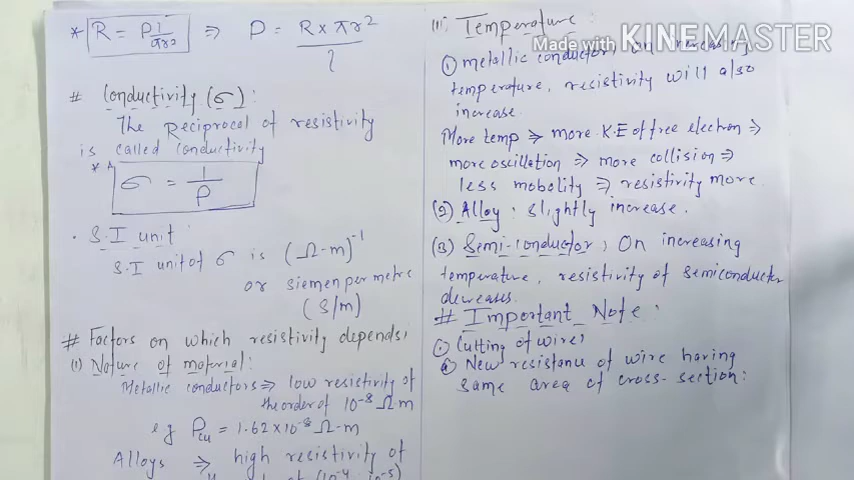 * R = ρl/πr² ⇒ ρ = R × πr²/l
# Conductivity (σ):
The Reciprocal of resistivity
is called conductivity
* σ = 1/ρ
· S.I unit:
S.I unit of σ is (Ω-m)⁻¹
or siemen per metre
(S/m)
# Factors on which resistivity depends:
(1) Nature of material:
Metallic conductors ⇒ low resistivity of
the order of 10⁻⁸ Ω-m
e.g ρcu = 1.62×10⁻⁸ Ω-m
Alloys ⇒ high resistivity of
Temperature:
① metallic conductor, on increasing
temperature, resistivity will also
increase.
More temp ⇒ more K.E of free electron ⇒
more oscilletion ⇒ more collision ⇒
less mobolity ⇒ resistivity more.
(2) Alloy: slightly increase.
(3) Semi-conductor; On increasing
temperature, resistivity of semiconductor
decreases.
# Important Note:
Cutting of wire:
New resistance of wire having
same area of cross-section:
Made with KINEMASTER